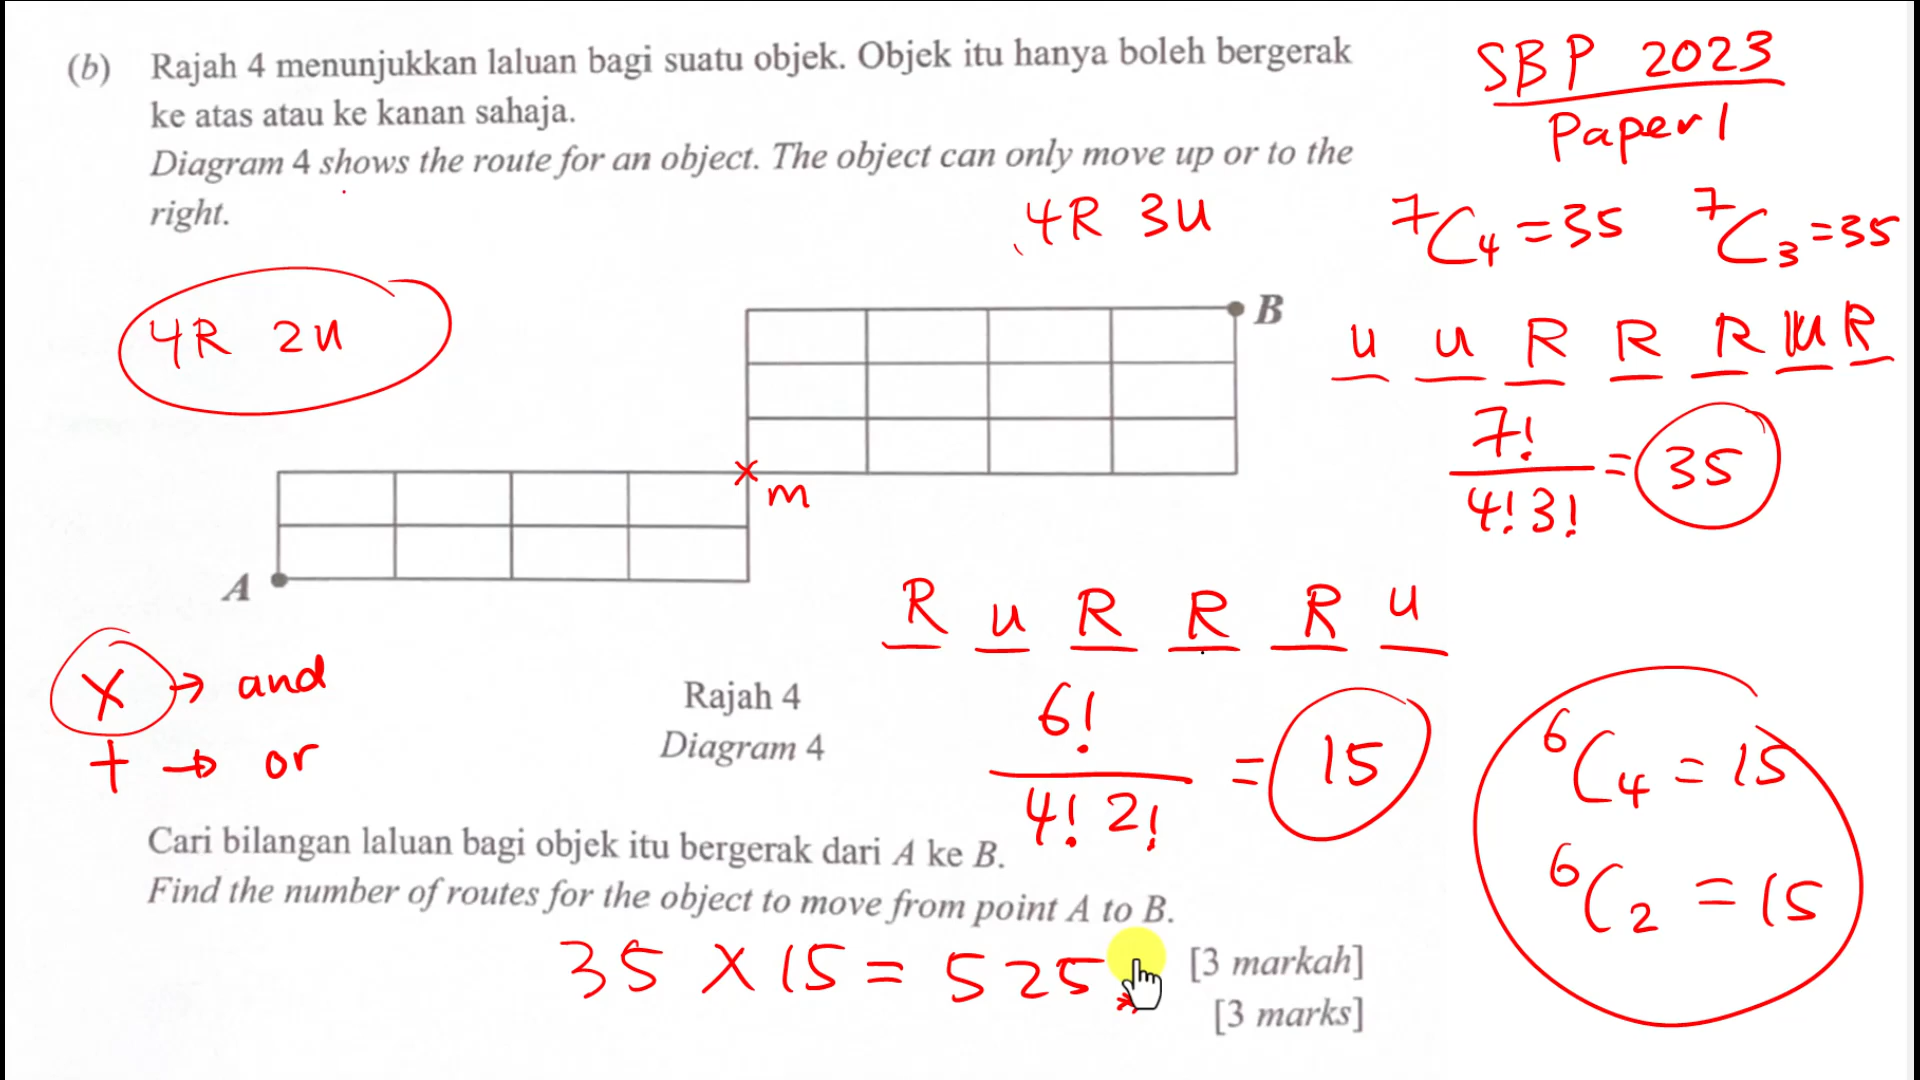 (b) Rajah 4 menunjukkan laluan bagi suatu objek. Objek itu hanya boleh bergerak
ke atas atau ke kanan sahaja.
Diagram 4 shows the route for an object. The object can only move up or to the
right.
SBP 2023
Paper 1
4R 3U
⁷C₄ = 35 ⁷C₃ = 35
4R 2U
B
U U R R R U R
7!
4! 3!
= 35
m
A
R U R R R U
6!
4! 2!
= 15
x → and
+ → or
Rajah 4
Diagram 4
⁶C₄ = 15
⁶C₂ = 15
Cari bilangan laluan bagi objek itu bergerak dari A ke B.
Find the number of routes for the object to move from point A to B.
35 × 15 = 525
[3 markah]
[3 marks]